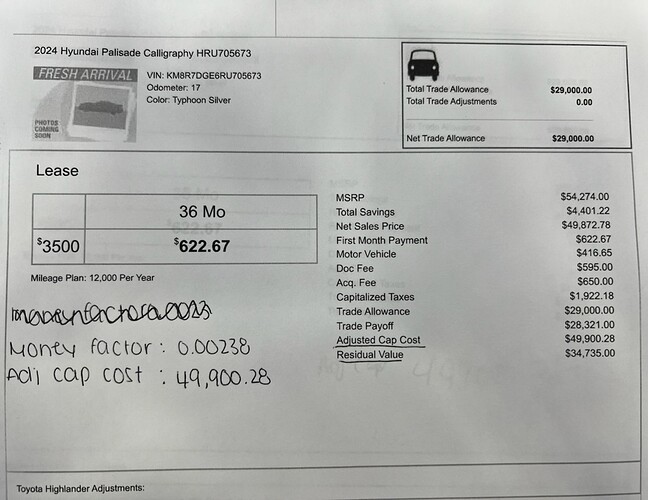 2024 Hyundai Palisade Calligraphy HRU705673
FRESH ARRIVAL
PHOTOS
COMING
SOON
VIN: KM8R7DGE6RU705673
Odometer: 17
Color: Typhoon Silver
Total Trade Allowance $29,000.00
Total Trade Adjustments 0.00
Net Trade Allowance $29,000.00
Lease
36 Mo
$3500 $622.67
Mileage Plan: 12,000 Per Year
Money factor: 0.00238
Adj cap cost : 49,900.28
MSRP $54,274.00
Total Savings $4,401.22
Net Sales Price $49,872.78
First Month Payment $622.67
Motor Vehicle $416.65
Doc Fee $595.00
Acq. Fee $650.00
Capitalized Taxes $1,922.18
Trade Allowance $29,000.00
Trade Payoff $28,321.00
Adjusted Cap Cost $49,900.28
Residual Value $34,735.00
Toyota Highlander Adjustments: